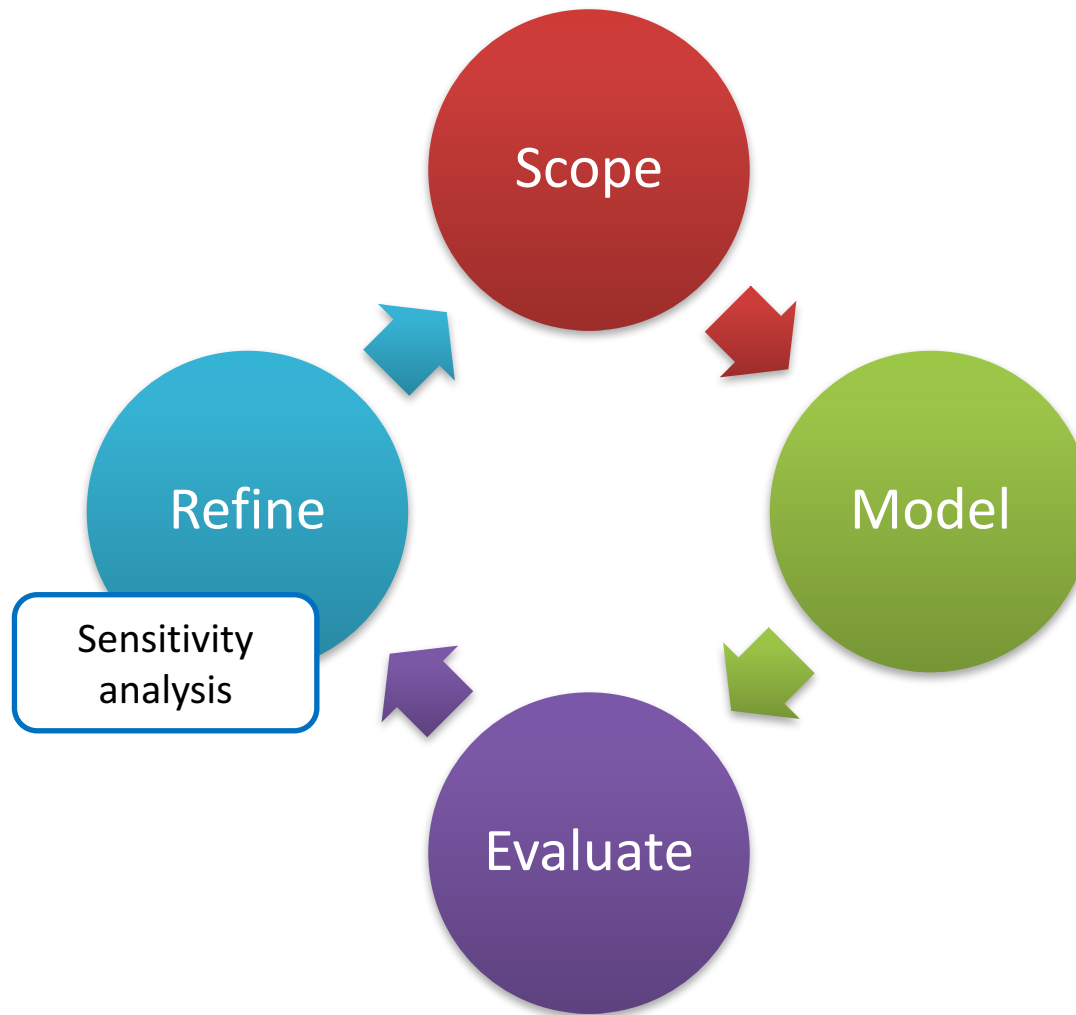 Scope
Refine
Model
Sensitivity
analysis
Evaluate